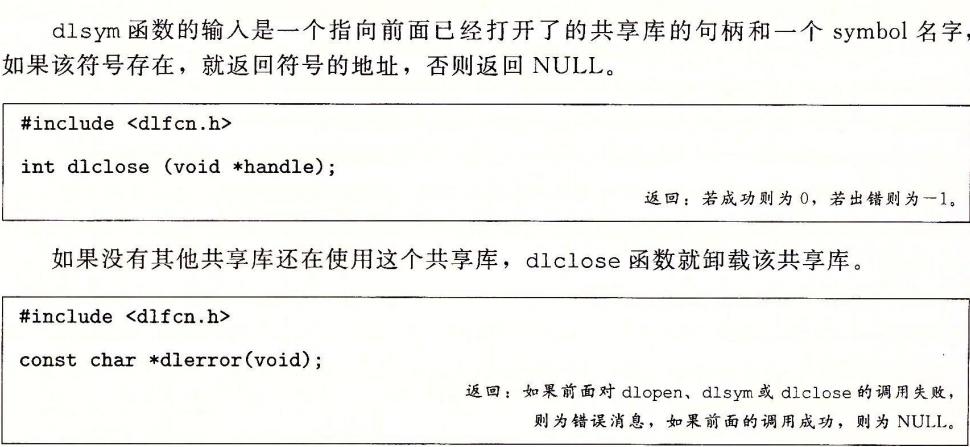 dlsym 函数的输入是一个指向前面已经打开了的共享库的句柄和一个 symbol 名字，
如果该符号存在，就返回符号的地址，否则返回 NULL。
#include <dlfcn.h>
int dlclose (void *handle);
返回：若成功则为 0，若出错则为－1。
如果没有其他共享库还在使用这个共享库，dlclose 函数就卸载该共享库。
#include <dlfcn.h>
const char *dlerror(void);
返回：如果前面对 dlopen、dlsym 或 dlclose 的调用失败，
则为错误消息，如果前面的调用成功，则为 NULL。